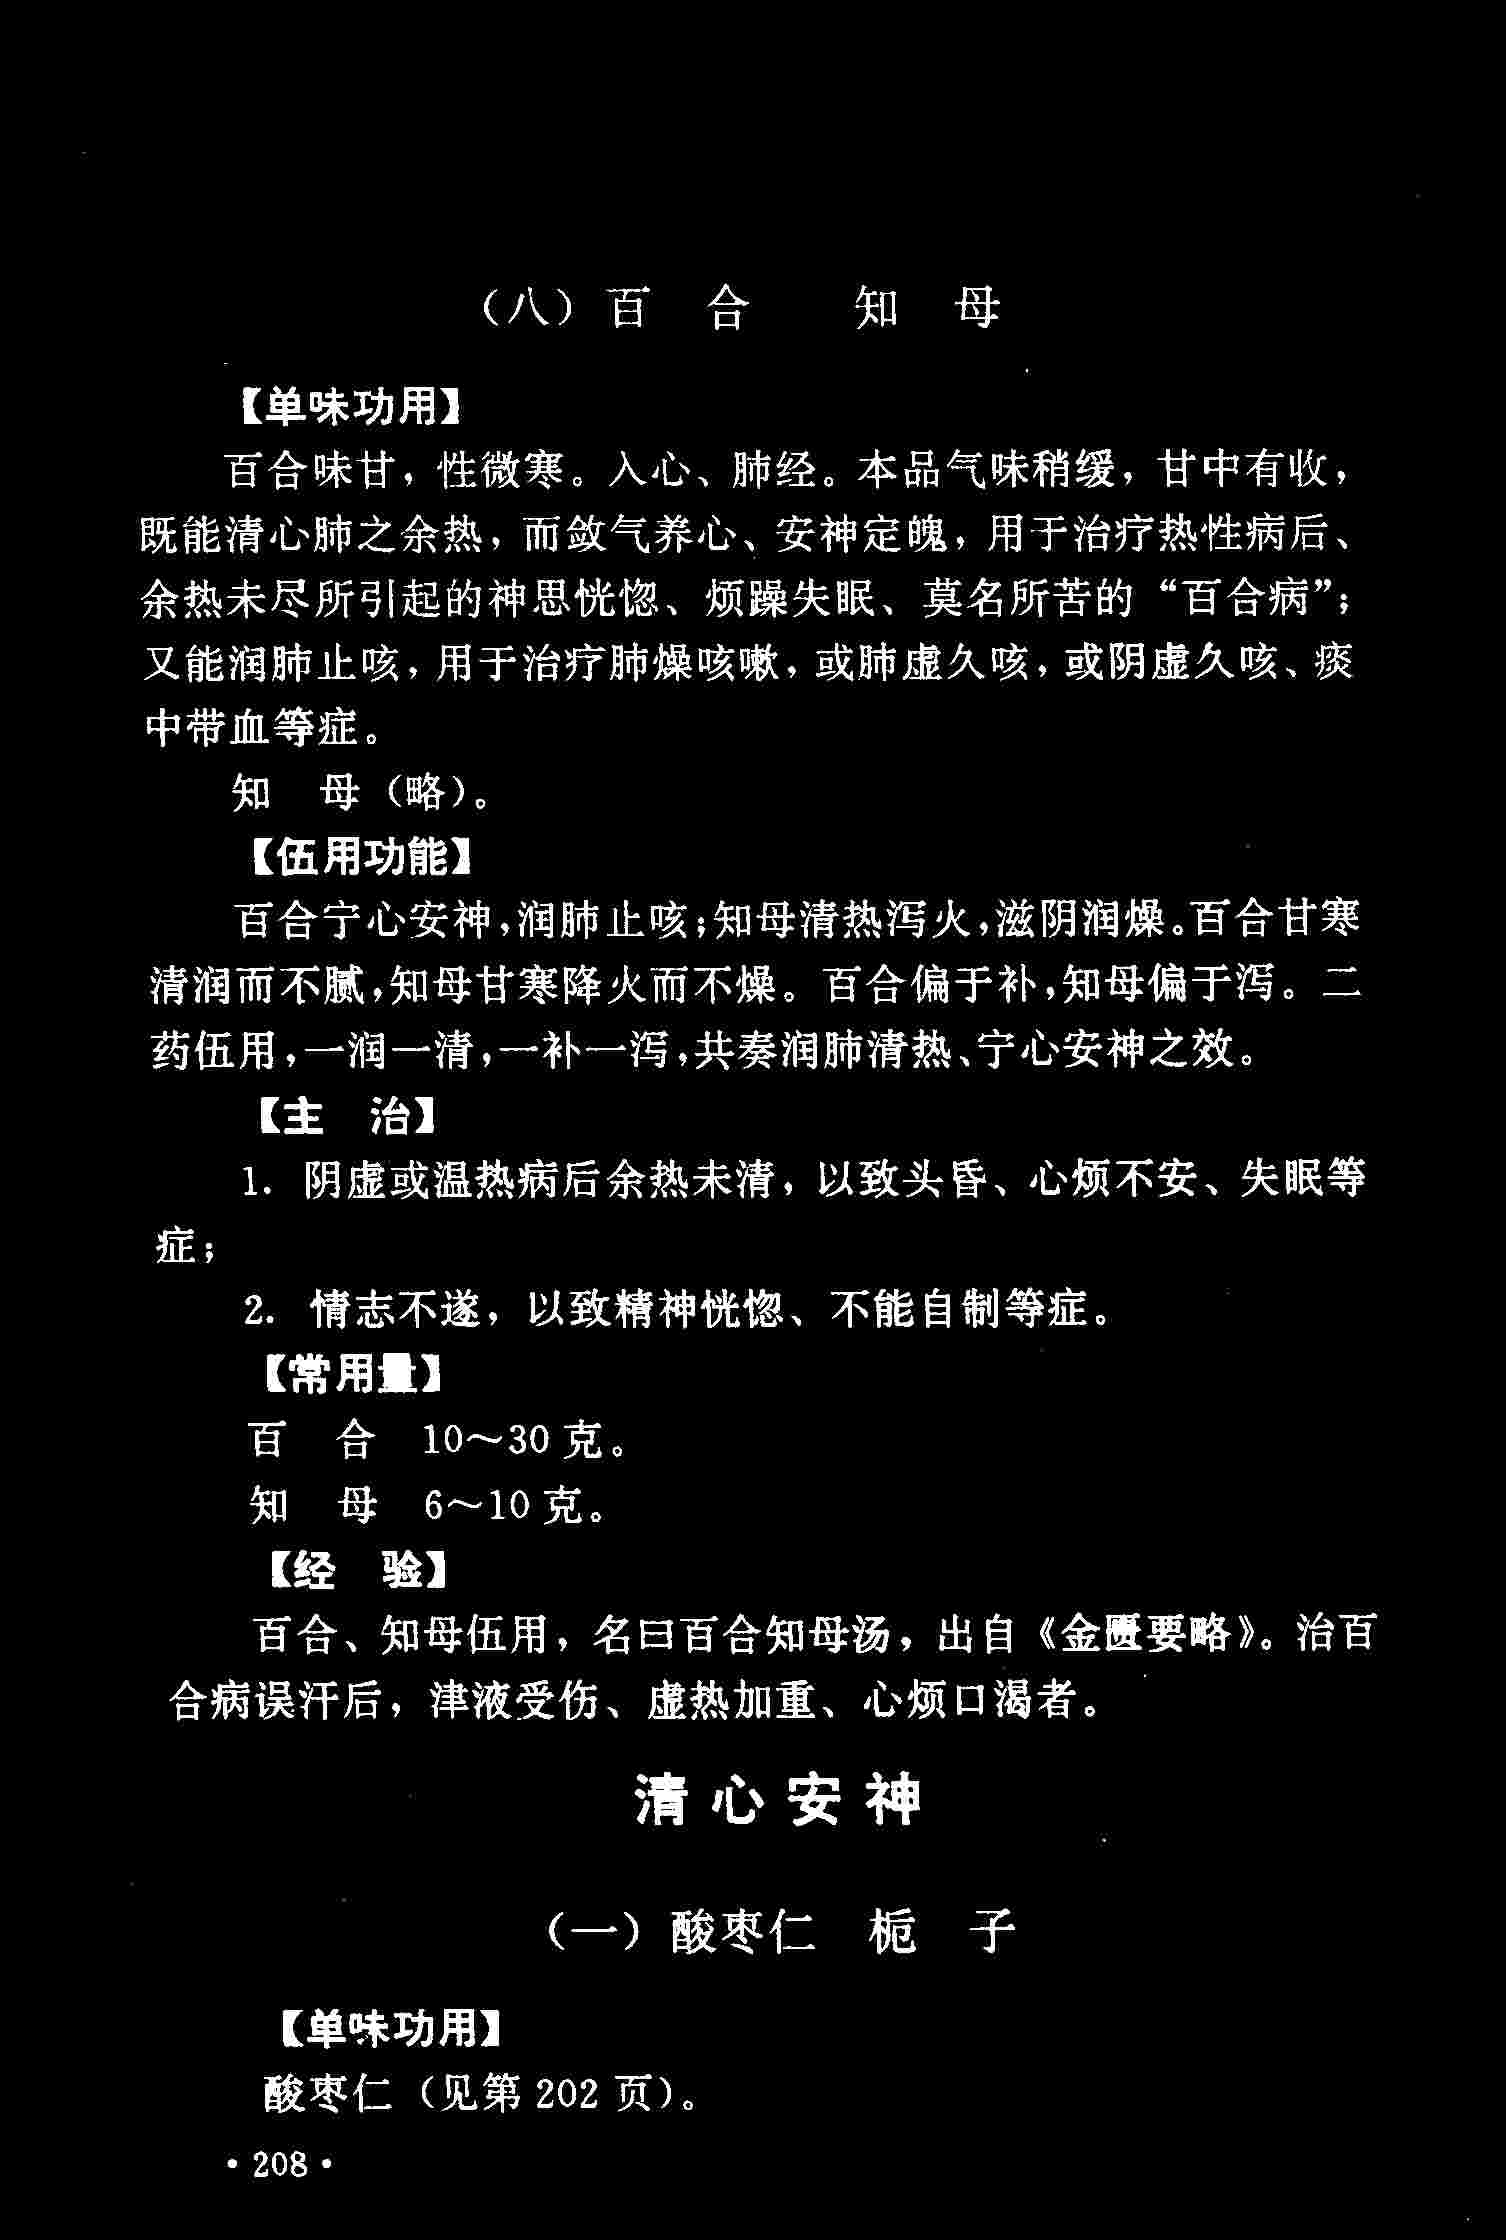 （八）百　合　　知　母
【单味功用】
百合味甘，性微寒。入心、肺经。本品气味稍缓，甘中有收，
既能清心肺之余热，而敛气养心、安神定魄，用于治疗热性病后、
余热未尽所引起的神思恍惚、烦躁失眠、莫名所苦的“百合病”；
又能润肺止咳，用于治疗肺燥咳嗽，或肺虚久咳，或阴虚久咳、痰
中带血等症。
知　母（略）。
【伍用功能】
百合宁心安神，润肺止咳；知母清热泻火，滋阴润燥。百合甘寒
清润而不腻，知母甘寒降火而不燥。百合偏于补，知母偏于泻。二
药伍用，一润一清，一补一泻，共奏润肺清热、宁心安神之效。
【主　治】
1. 阴虚或温热病后余热未清，以致头昏、心烦不安、失眠等
症；
2. 情志不遂，以致精神恍惚、不能自制等症。
【常用量】
百　合　10～30 克。
知　母　6～10 克。
【经　验】
百合、知母伍用，名曰百合知母汤，出自《金匮要略》。治百
合病误汗后，津液受伤、虚热加重、心烦口渴者。
清心安神
（一）酸枣仁　栀　子
【单味功用】
酸枣仁（见第 202 页）。
· 208 ·